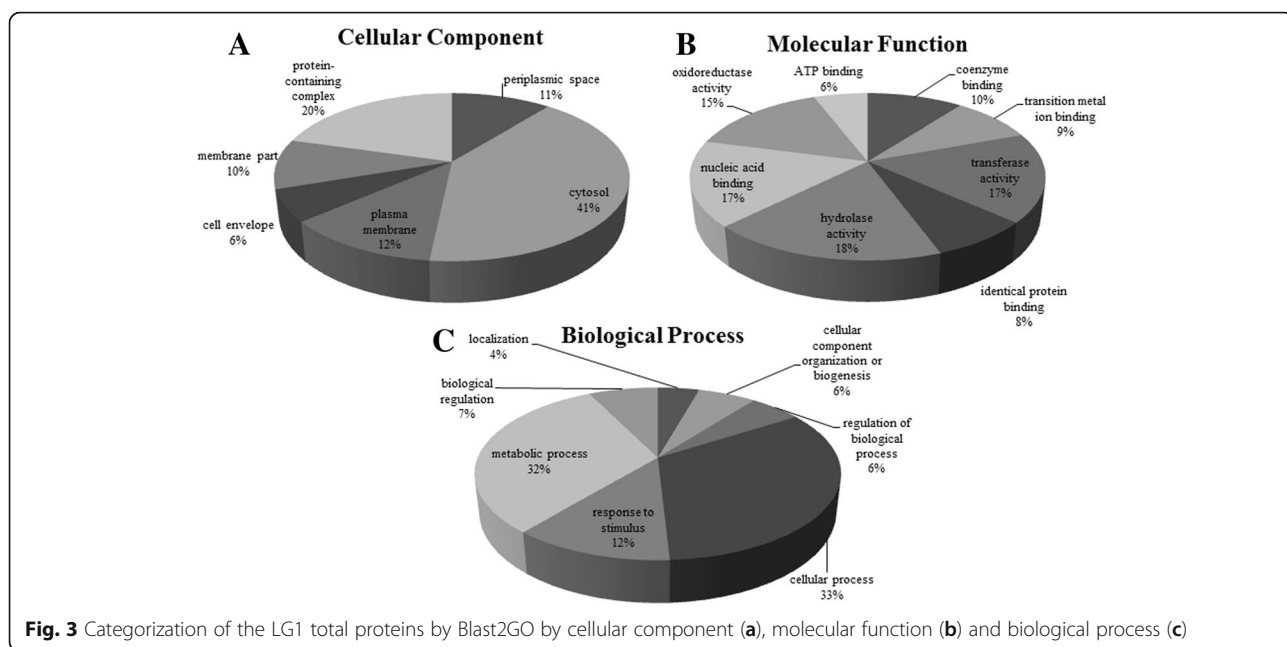 A
Cellular Component
protein-
containing
complex
20%
periplasmic space
11%
membrane part
10%
cytosol
41%
cell envelope
6%
plasma
membrane
12%
B
Molecular Function
oxidoreductase
activity
15%
ATP binding
6%
coenzyme
binding
10%
transition metal
ion binding
9%
nucleic acid
binding
17%
transferase
activity
17%
hydrolase
activity
18%
identical protein
binding
8%
C
Biological Process
localization
4%
cellular
component
organization or
biogenesis
6%
biological
regulation
7%
regulation of
biological
process
6%
metabolic process
32%
response to
stimulus
12%
cellular process
33%
Fig. 3 Categorization of the LG1 total proteins by Blast2GO by cellular component (a), molecular function (b) and biological process (c)